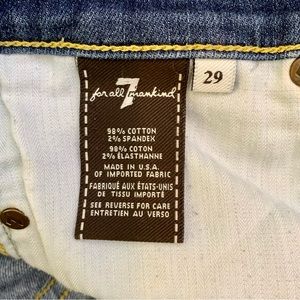 for all 7 mankind
29
98% COTTON
2% SPANDEX
98% COTON
2% ÉLASTHANNE
MADE IN U.S.A.
OF IMPORTED FABRIC
FABRIQUÉ AUX ÉTATS-UNIS
DE TISSU IMPORTÉ
SEE REVERSE FOR CARE
ENTRETIEN AU VERSO